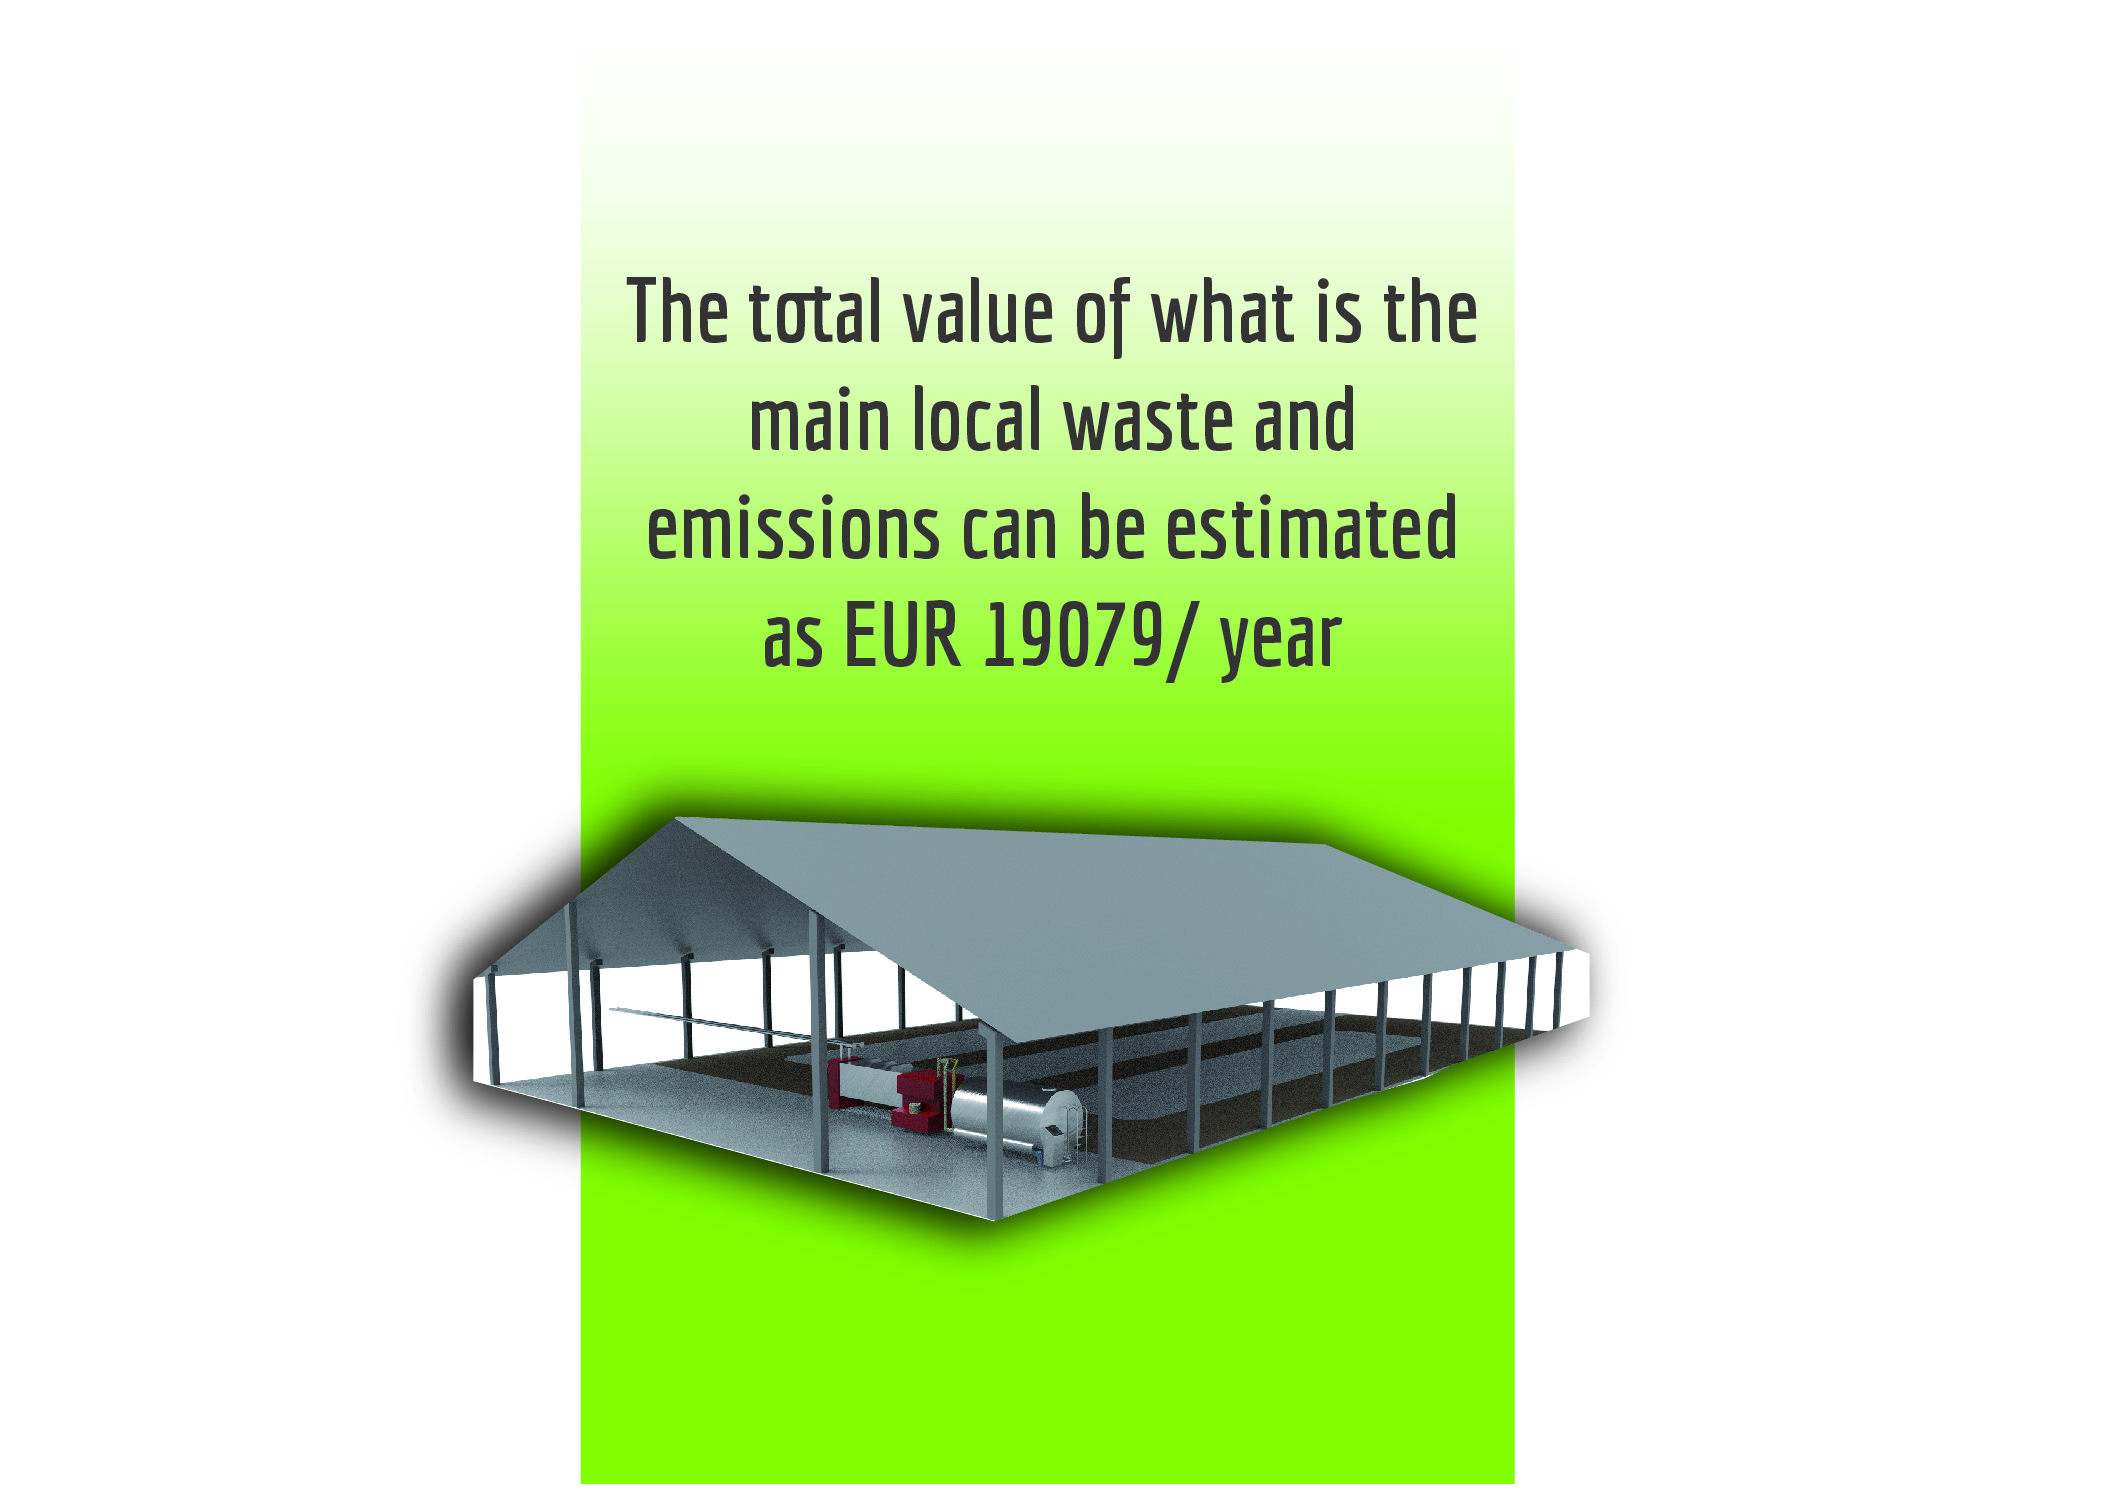 The total value of what is the
main local waste and
emissions can be estimated
as EUR 19079/ year